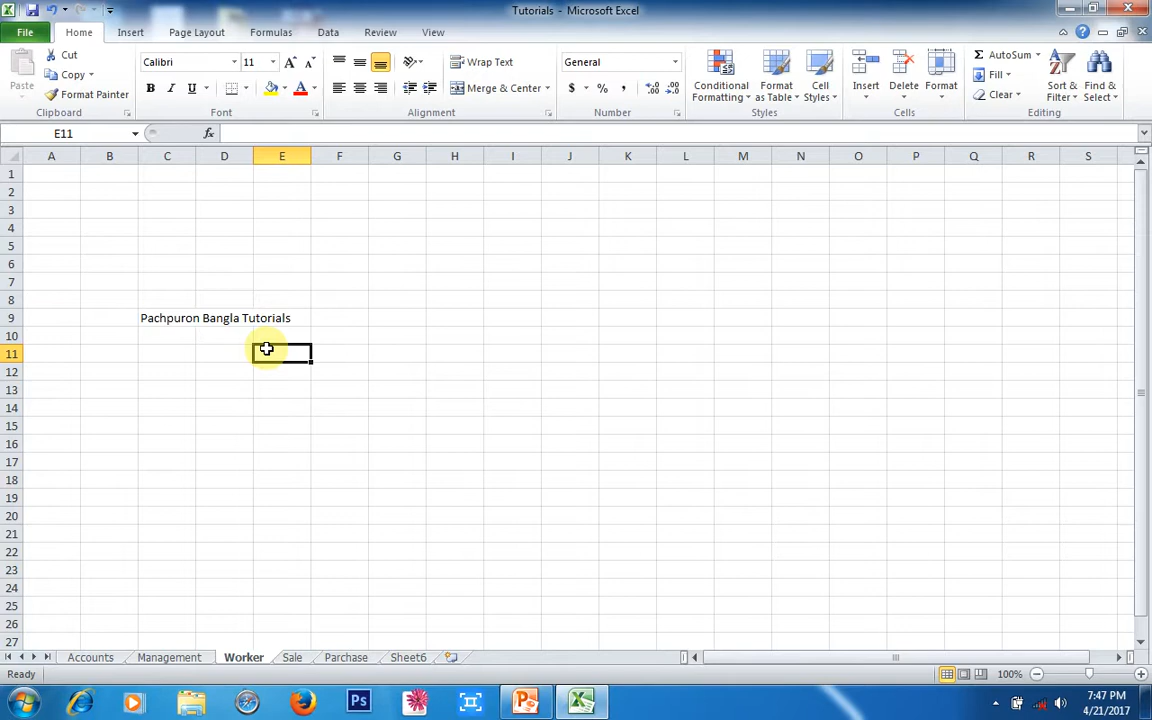 Tutorials - Microsoft Excel
File Home Insert Page Layout Formulas Data Review View
Paste Cut Copy Format Painter Clipboard
Calibri 11 B I U A Font
Wrap Text Merge & Center Alignment
General $ % , Number
Conditional Formatting Format as Table Cell Styles Styles
Insert Delete Format Cells
Σ AutoSum Fill Clear Sort & Filter Find & Select Editing
E11 fx
A B C D E F G H I J K L M N O P Q R S
1
2
3
4
5
6
7
8
9 Pachpuron Bangla Tutorials
10
11
12
13
14
15
16
17
18
19
20
21
22
23
24
25
26
27
Accounts Management Worker Sale Parchase Sheet6
Ready 100%
Ps 7:47 PM
4/21/2017